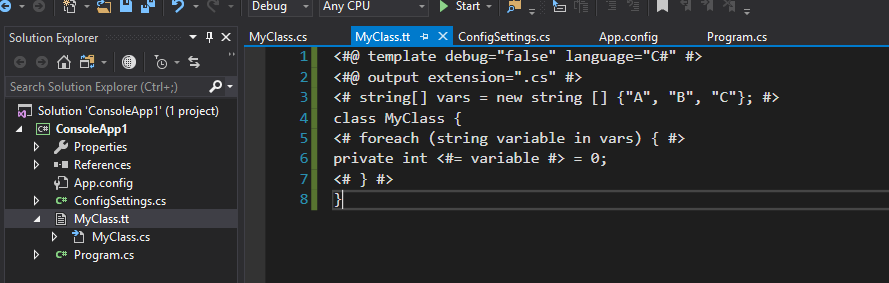 Debug Any CPU Start
Solution Explorer
Search Solution Explorer (Ctrl+;)
Solution 'ConsoleApp1' (1 project)
C# ConsoleApp1
Properties
References
App.config
C# ConfigSettings.cs
MyClass.tt
MyClass.cs
C# Program.cs
MyClass.cs MyClass.tt ConfigSettings.cs App.config Program.cs
1 <#@ template debug="false" language="C#" #>
2 <#@ output extension=".cs" #>
3 <# string[] vars = new string [] {"A", "B", "C"}; #>
4 class MyClass {
5 <# foreach (string variable in vars) { #>
6 private int <#= variable #> = 0;
7 <# } #>
8 }